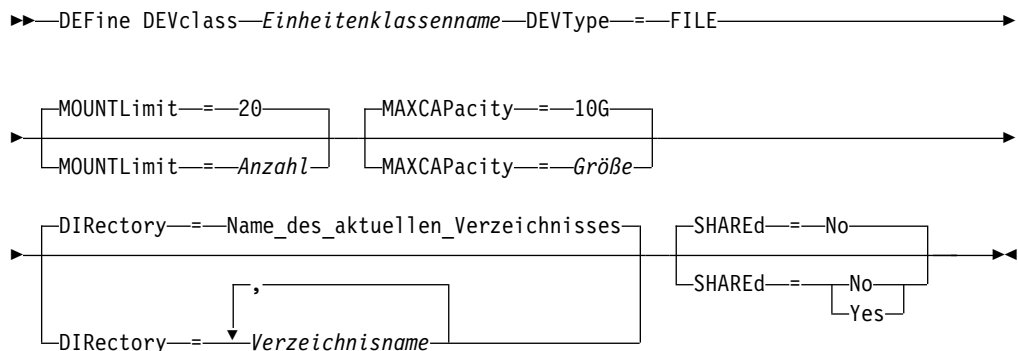 DEFine DEVclass Einheitenklassenname DEVType = FILE
MOUNTLimit = 20 MAXCAPacity = 10G
MOUNTLimit = Anzahl MAXCAPacity = Größe
DIRectory = Name_des_aktuellen_Verzeichnisses SHAREd = No
SHAREd = No
,
Yes
DIRectory = Verzeichnisname